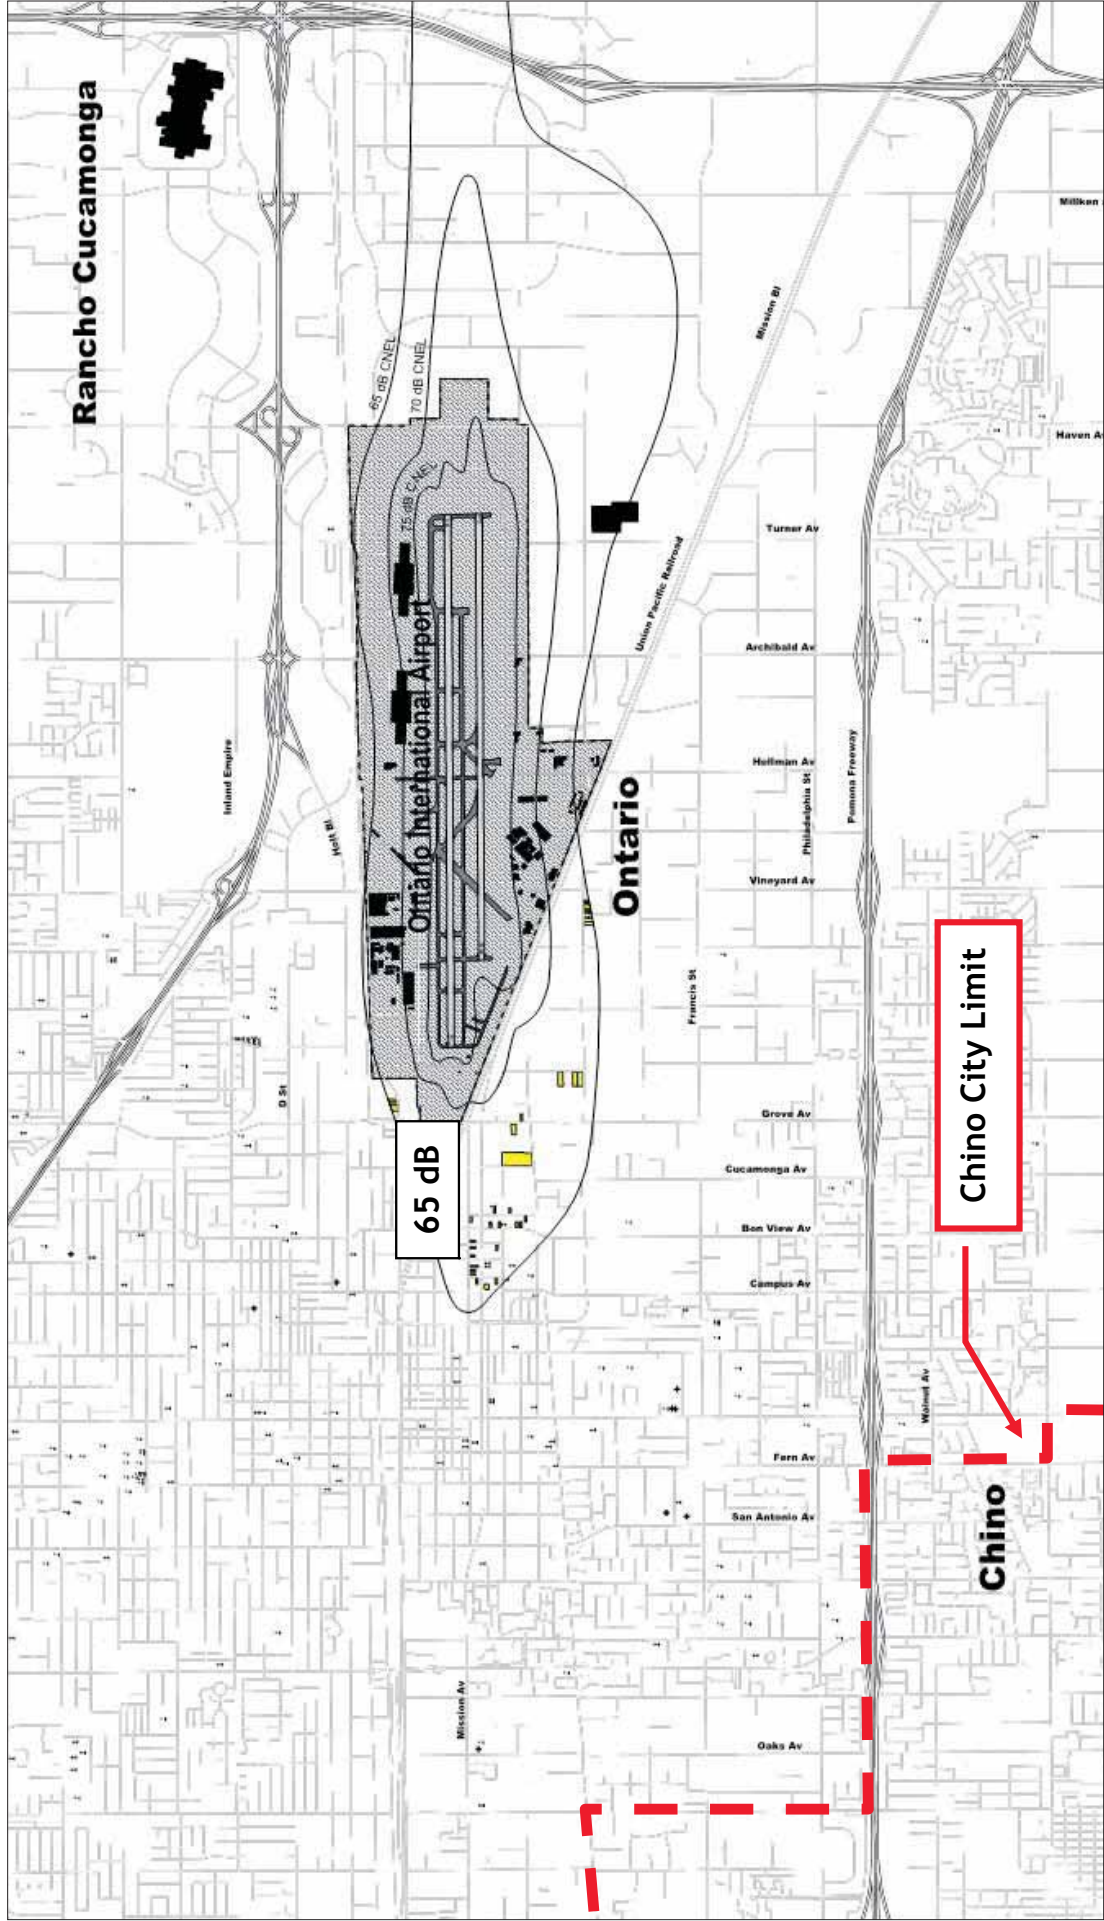 Rancho Cucamonga
65 dB CNEL
70 dB CNEL
75 dB CNEL
Ontario International Airport
Inland Empire
Holt Bl
D St
65 dB
Ontario
Mission Bl
Union Pacific Railroad
Milliken
Haven A
Turner Av
Archibald Av
Hellman Av
Philadelphia St
Pomona Freeway
Vineyard Av
Francis St
Grove Av
Cucamonga Av
Bon View Av
Campus Av
Walnut Av
Fern Av
San Antonio Av
Mission Av
Oaks Av
Chino City Limit
Chino